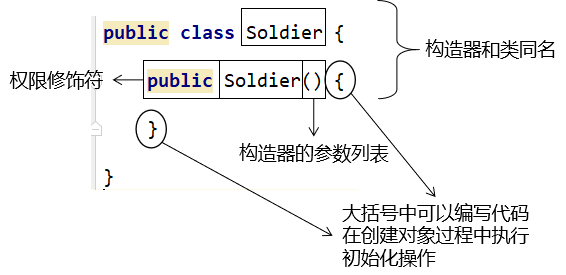 public class Soldier {
构造器和类同名
权限修饰符
public Soldier() {
}
构造器的参数列表
}
大括号中可以编写代码
在创建对象过程中执行
初始化操作